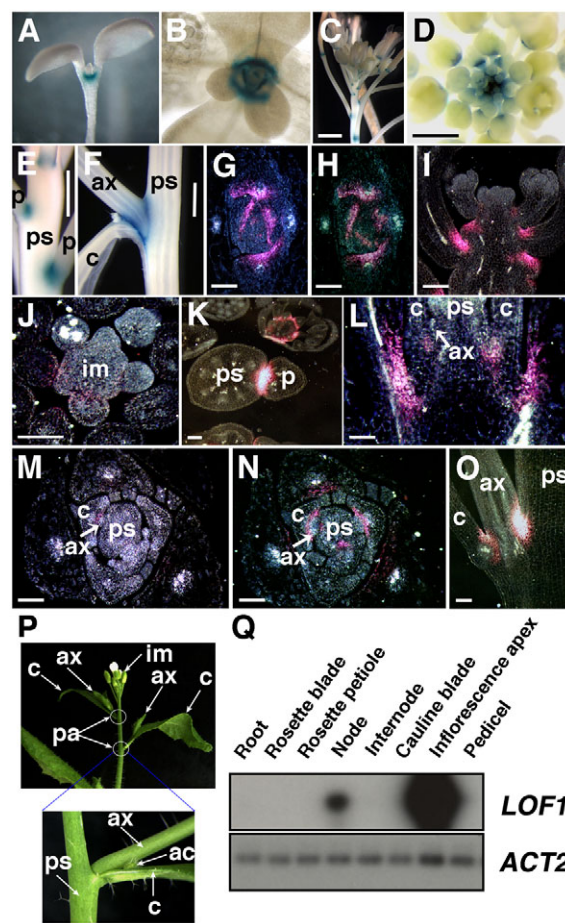 A B C D
E p ps p F ax ps c G H I
J im K ps p L c ps c ax
M c ps ax N c ps ax O ax ps c
P c ax im ax c pa
ax ac ps c
Q
Root
Rosette blade
Rosette petiole
Node
Internode
Cauline blade
Inflorescence apex
Pedicel
LOF1
ACT2